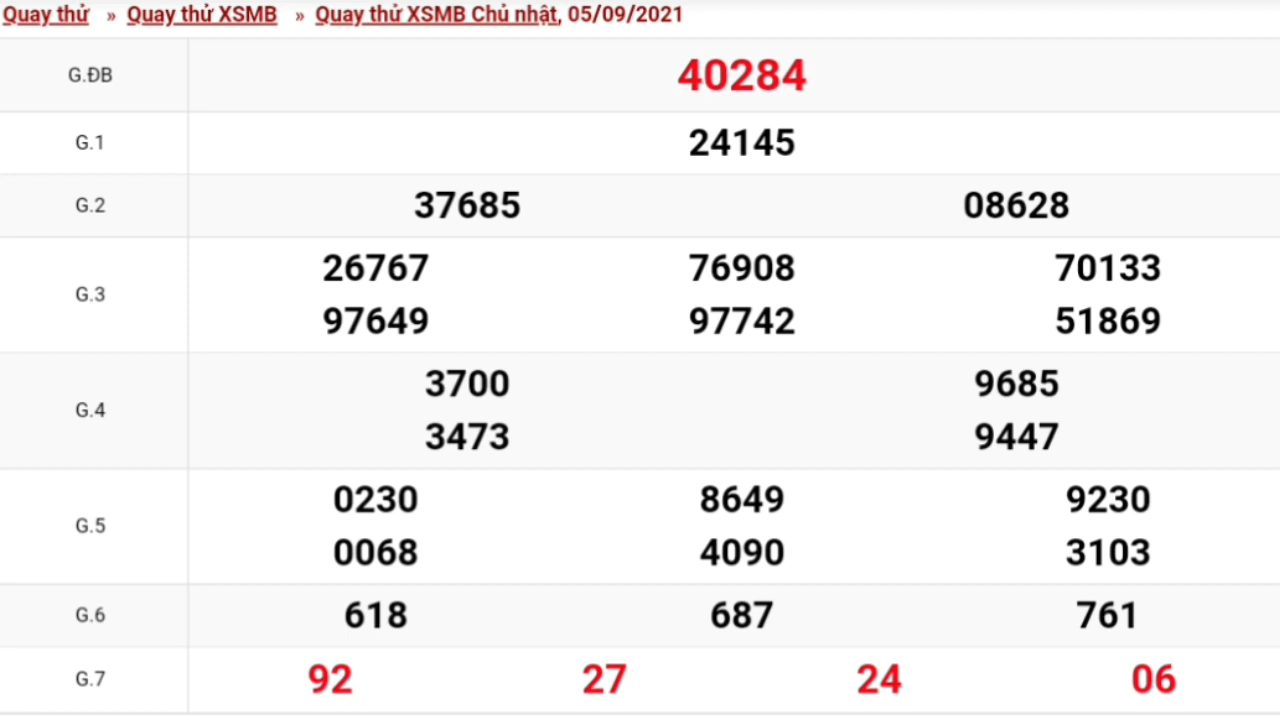 Quay thử » Quay thử XSMB » Quay thử XSMB Chủ nhật, 05/09/2021
G.ĐB 40284
G.1 24145
G.2 37685 08628
G.3 26767 76908 70133
97649 97742 51869
G.4 3700 9685
3473 9447
G.5 0230 8649 9230
0068 4090 3103
G.6 618 687 761
G.7 92 27 24 06